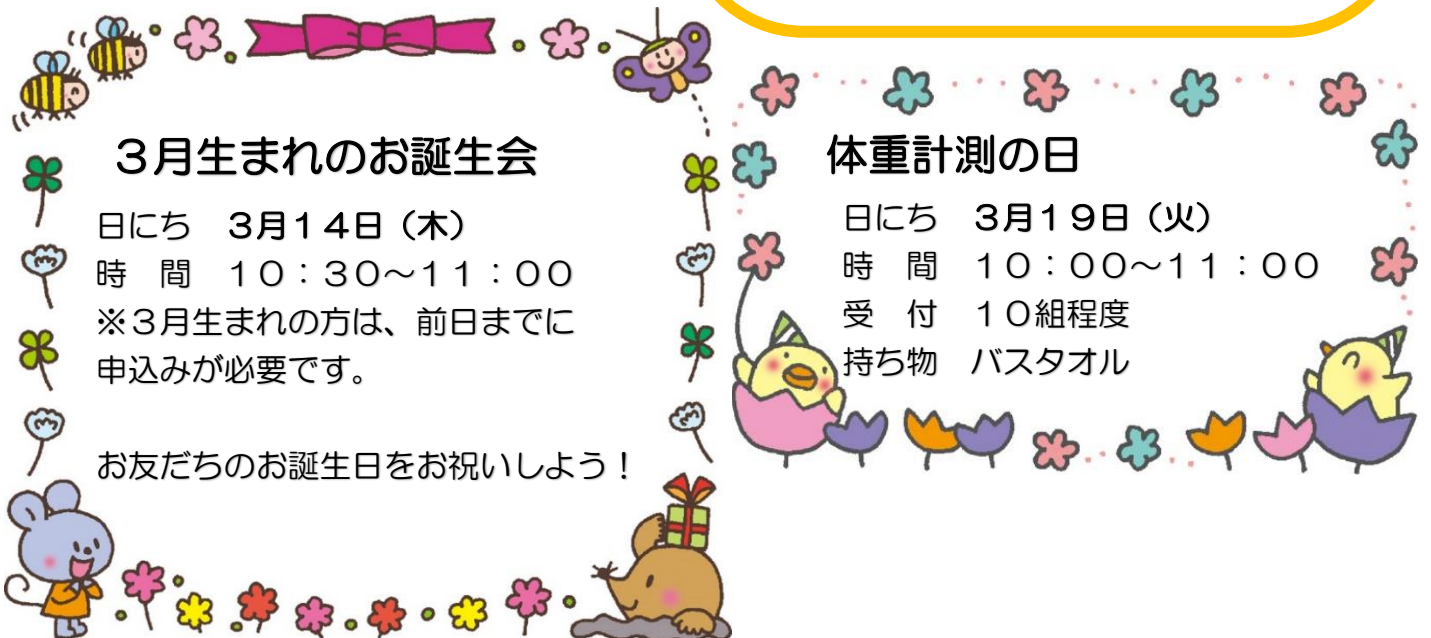 ３月生まれのお誕生会
日にち　３月１４日（木）
時　間　１０：３０～１１：００
※３月生まれの方は、前日までに
申込みが必要です。
お友だちのお誕生日をお祝いしよう！
体重計測の日
日にち　３月１９日（火）
時　間　１０：００～１１：００
受　付　１０組程度
持ち物　バスタオル